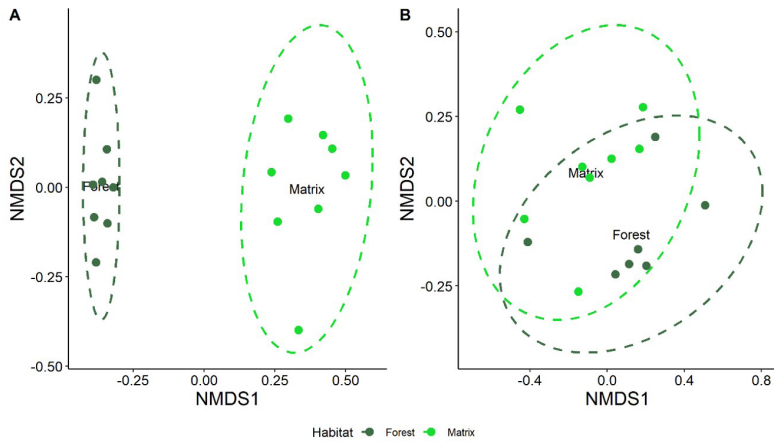 A
B
NMDS2
0.25
0.00
-0.25
-0.50
Forest
Matrix
-0.25
0.00
0.25
0.50
NMDS1
NMDS2
0.50
0.25
0.00
-0.25
Matrix
Forest
-0.4
0.0
0.4
0.8
NMDS1
Habitat Forest Matrix